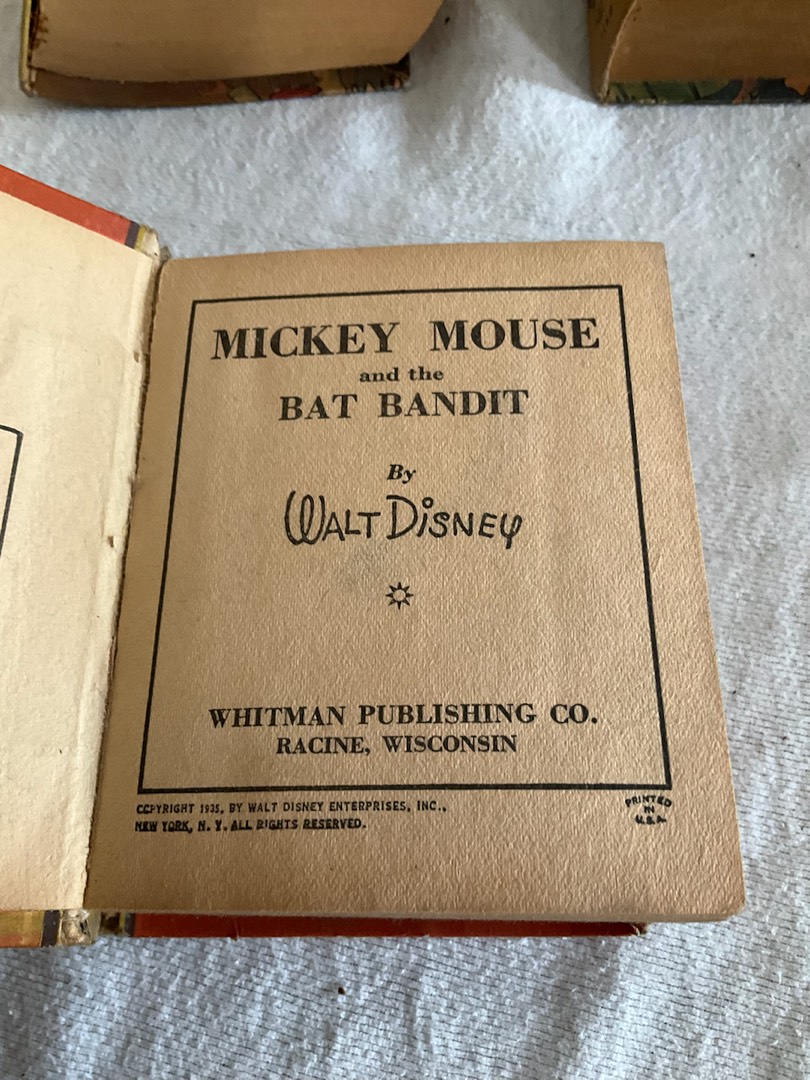 MICKEY MOUSE
and the
BAT BANDIT
By
WALT DISNEY
WHITMAN PUBLISHING CO.
RACINE, WISCONSIN
COPYRIGHT 1935, BY WALT DISNEY ENTERPRISES, INC.,
NEW YORK, N. Y. ALL RIGHTS RESERVED.
PRINTED
IN
U.S.A.